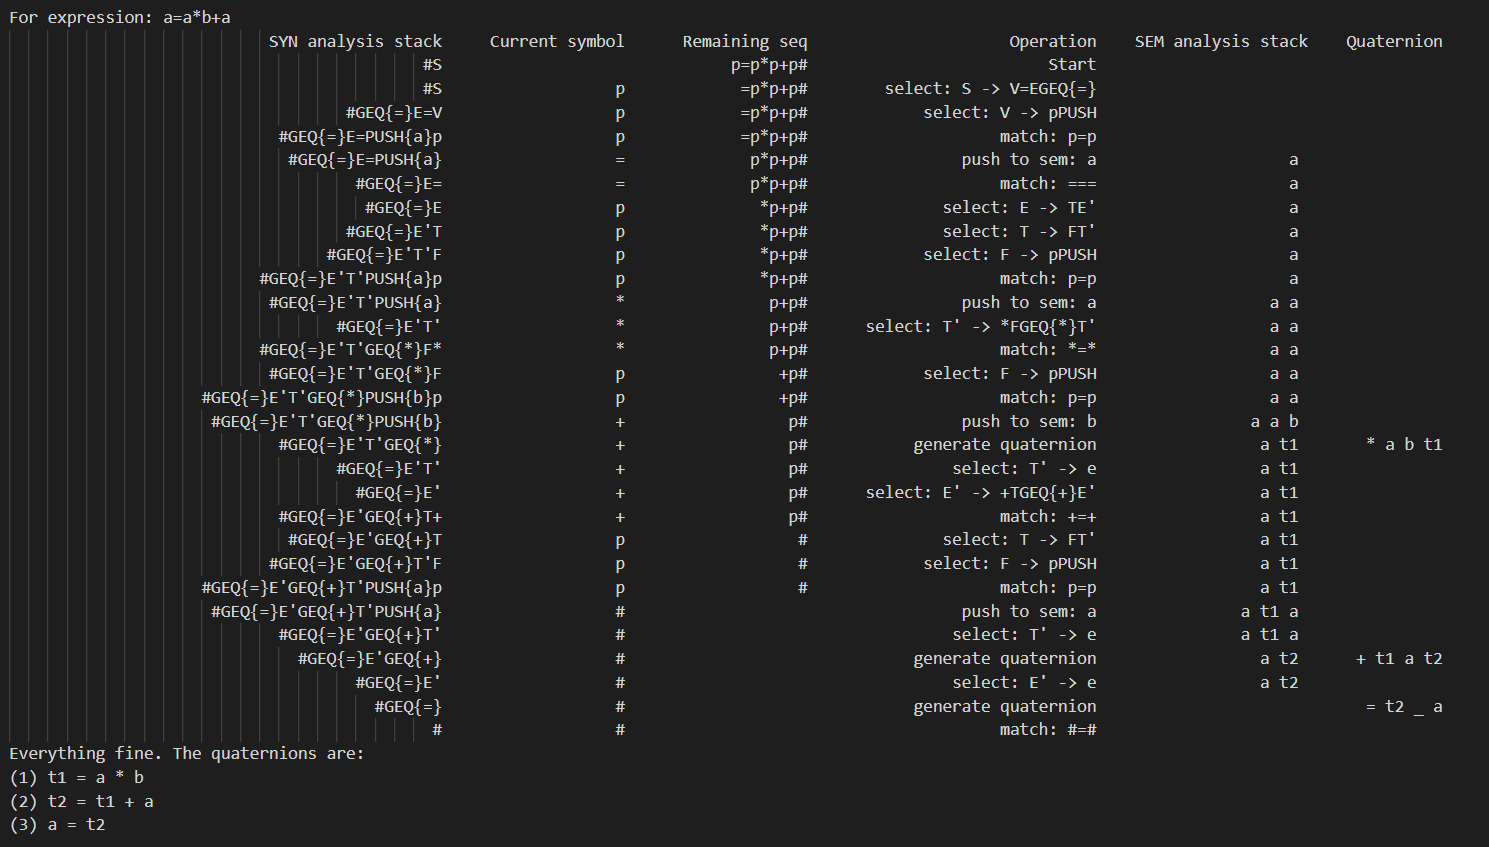 For expression: a=a*b+a
SYN analysis stack Current symbol Remaining seq Operation SEM analysis stack Quaternion
#S p=p*p+p# Start
#S p =p*p+p# select: S -> V=EGEQ{=}
#GEQ{=}E=V p =p*p+p# select: V -> pPUSH
#GEQ{=}E=PUSH{a}p p =p*p+p# match: p=p
#GEQ{=}E=PUSH{a} = p*p+p# push to sem: a a
#GEQ{=}E= = p*p+p# match: === a
#GEQ{=}E p *p+p# select: E -> TE' a
#GEQ{=}E'T p *p+p# select: T -> FT' a
#GEQ{=}E'T'F p *p+p# select: F -> pPUSH a
#GEQ{=}E'T'PUSH{a}p p *p+p# match: p=p a
#GEQ{=}E'T'PUSH{a} * p+p# push to sem: a a a
#GEQ{=}E'T' * p+p# select: T' -> *FGEQ{*}T' a a
#GEQ{=}E'T'GEQ{*}F* * p+p# match: *=* a a
#GEQ{=}E'T'GEQ{*}F p +p# select: F -> pPUSH a a
#GEQ{=}E'T'GEQ{*}PUSH{b}p p +p# match: p=p a a
#GEQ{=}E'T'GEQ{*}PUSH{b} + p# push to sem: b a a b
#GEQ{=}E'T'GEQ{*} + p# generate quaternion a t1 * a b t1
#GEQ{=}E'T' + p# select: T' -> e a t1
#GEQ{=}E' + p# select: E' -> +TGEQ{+}E' a t1
#GEQ{=}E'GEQ{+}T+ + p# match: +=+ a t1
#GEQ{=}E'GEQ{+}T p # select: T -> FT' a t1
#GEQ{=}E'GEQ{+}T'F p # select: F -> pPUSH a t1
#GEQ{=}E'GEQ{+}T'PUSH{a}p p # match: p=p a t1
#GEQ{=}E'GEQ{+}T'PUSH{a} # push to sem: a a t1 a
#GEQ{=}E'GEQ{+}T' # select: T' -> e a t1 a
#GEQ{=}E'GEQ{+} # generate quaternion a t2 + t1 a t2
#GEQ{=}E' # select: E' -> e a t2
#GEQ{=} # generate quaternion = t2 _ a
# # match: #=#
Everything fine. The quaternions are:
(1) t1 = a * b
(2) t2 = t1 + a
(3) a = t2